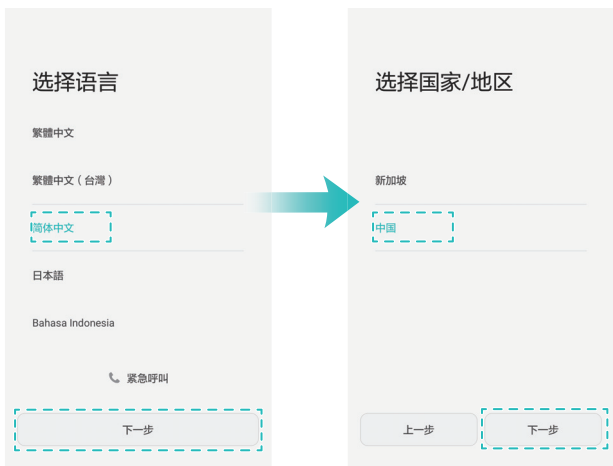 选择语言
繁體中文
繁體中文（台灣）
简体中文
日本語
Bahasa Indonesia
紧急呼叫
下一步
选择国家/地区
新加坡
中国
上一步
下一步